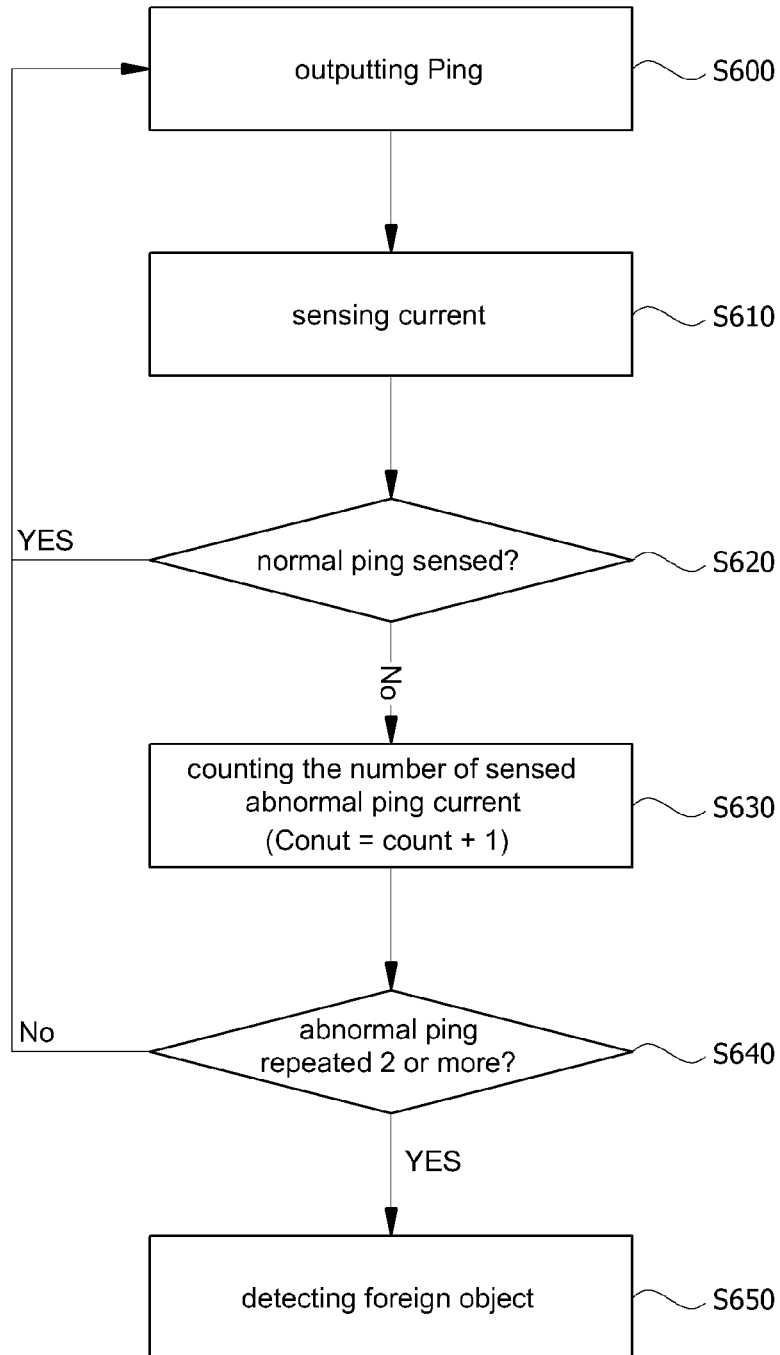 outputting Ping
S600
sensing current
S610
YES
normal ping sensed?
S620
No
counting the number of sensed
abnormal ping current
(Conut = count + 1)
S630
No
abnormal ping
repeated 2 or more?
S640
YES
detecting foreign object
S650